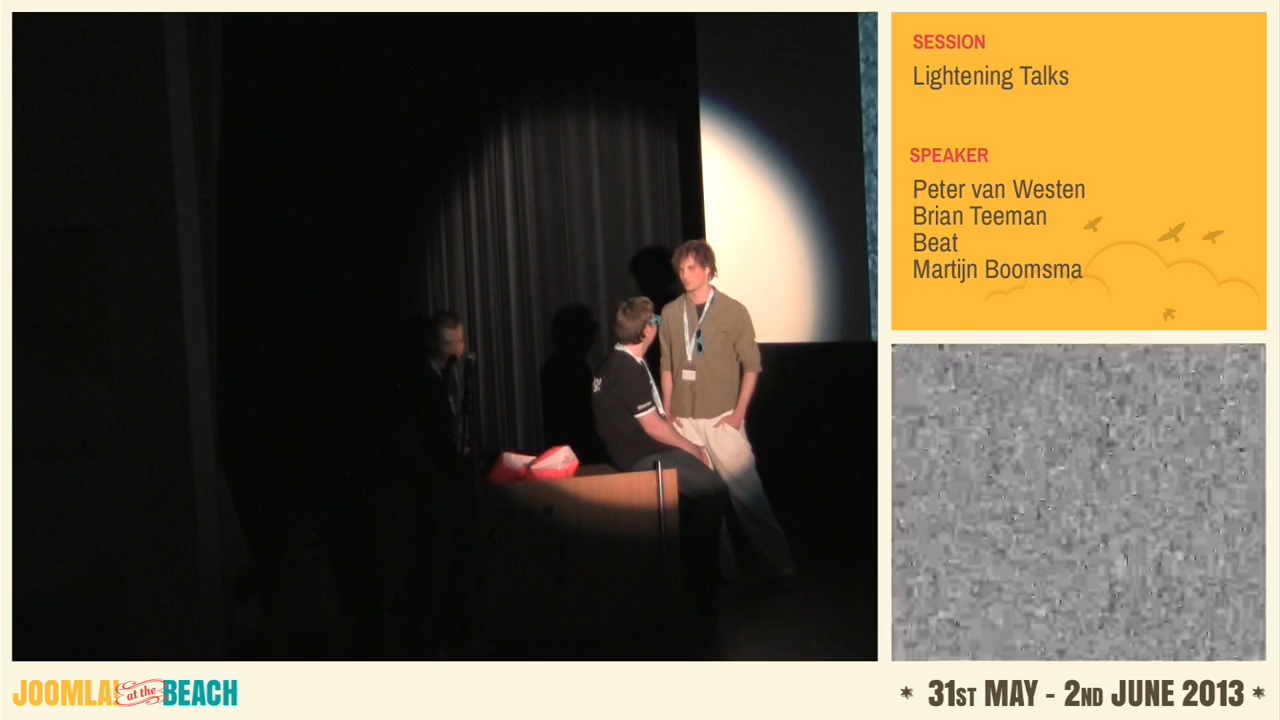 SESSION
Lightening Talks
SPEAKER
Peter van Westen
Brian Teeman
Beat
Martijn Boomsma
JOOMLA! at the BEACH
* 31ST MAY - 2ND JUNE 2013 *